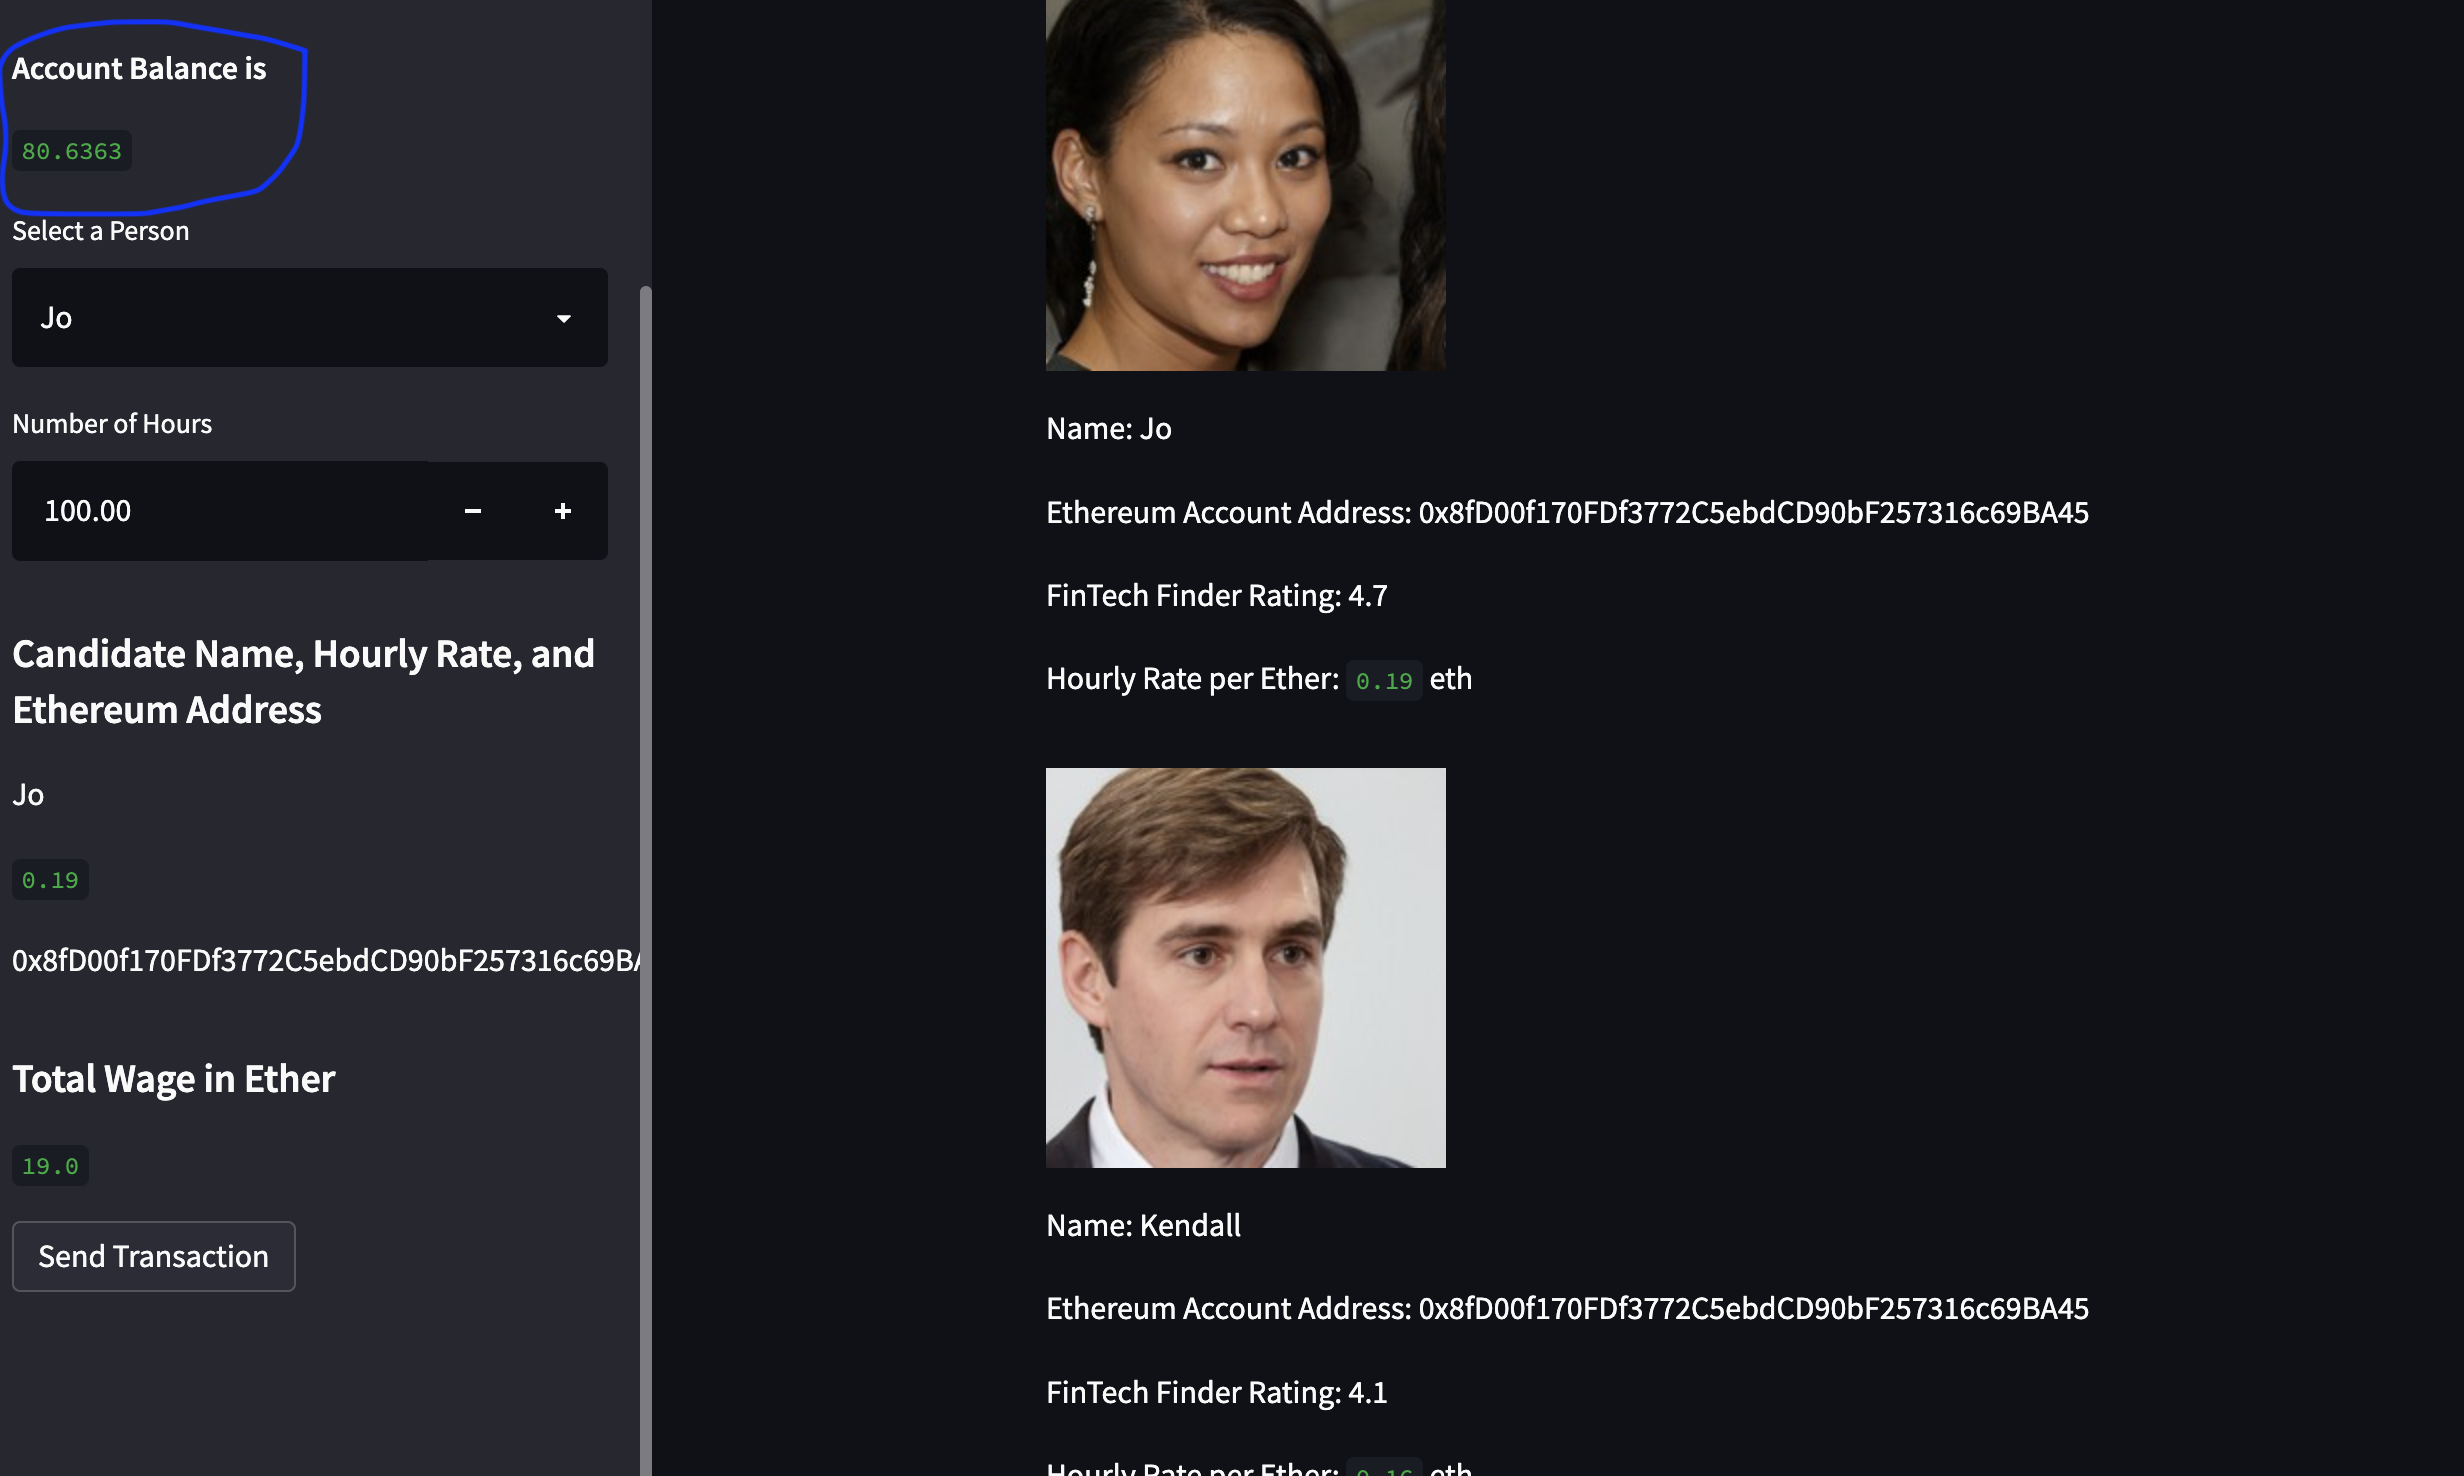 Account Balance is
80.6363
Select a Person
Jo
Number of Hours
100.00
Candidate Name, Hourly Rate, and
Ethereum Address
Jo
0.19
0x8fD00f170FDf3772C5ebdCD90bF257316c69BA
Total Wage in Ether
19.0
Send Transaction
Name: Jo
Ethereum Account Address: 0x8fD00f170FDf3772C5ebdCD90bF257316c69BA45
FinTech Finder Rating: 4.7
Hourly Rate per Ether: 0.19 eth
Name: Kendall
Ethereum Account Address: 0x8fD00f170FDf3772C5ebdCD90bF257316c69BA45
FinTech Finder Rating: 4.1
Hourly Rate per Ether: 0.16 eth